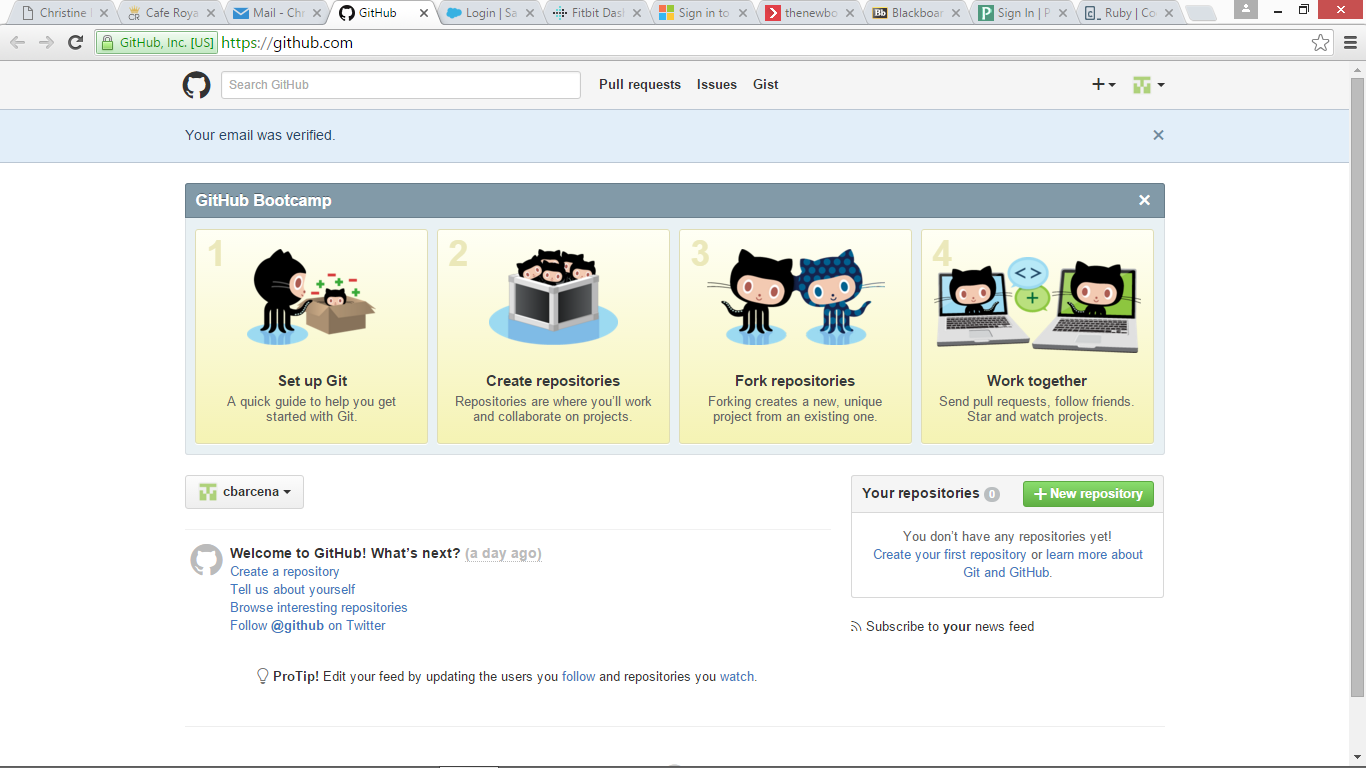 Christine
Cafe Roya
Mail - Chr
GitHub
Login | Sa
Fitbit Das
Sign in to
thenewbo
Blackboar
Sign In | P
Ruby | Co
GitHub, Inc. [US] https://github.com
Search GitHub
Pull requests Issues Gist
Your email was verified.
GitHub Bootcamp
1
Set up Git
A quick guide to help you get
started with Git.
2
Create repositories
Repositories are where you’ll work
and collaborate on projects.
3
Fork repositories
Forking creates a new, unique
project from an existing one.
4
Work together
Send pull requests, follow friends.
Star and watch projects.
cbarcena
Welcome to GitHub! What’s next? (a day ago)
Create a repository
Tell us about yourself
Browse interesting repositories
Follow @github on Twitter
ProTip! Edit your feed by updating the users you follow and repositories you watch.
Your repositories 0 New repository
You don’t have any repositories yet!
Create your first repository or learn more about
Git and GitHub.
Subscribe to your news feed